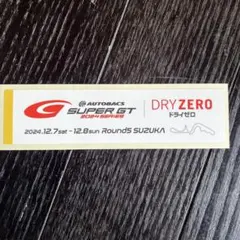 AUTOBACS
SUPER GT
2024 SERIES
DRY ZERO
ドライゼロ
2024.12.7sat - 12.8sun Round5 SUZUKA